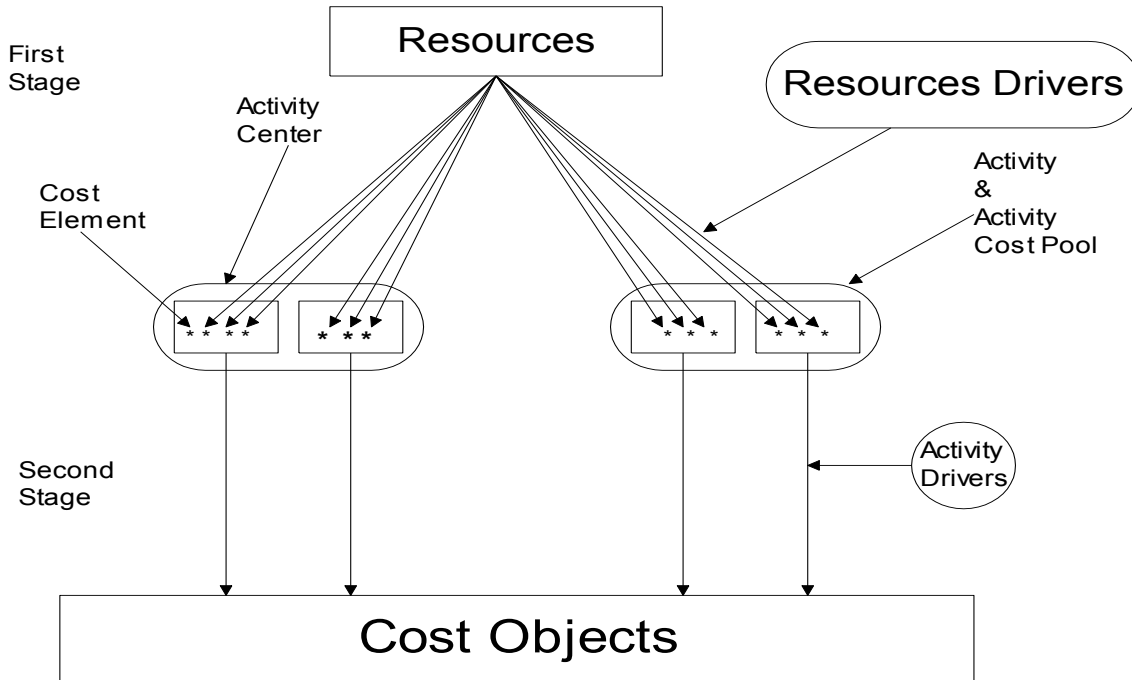 Resources
First
Stage
Resources Drivers
Activity
Center
Activity
&
Activity
Cost Pool
Cost
Element
* * * *
* * *
* * *
* * *
Second
Stage
Activity
Drivers
Cost Objects